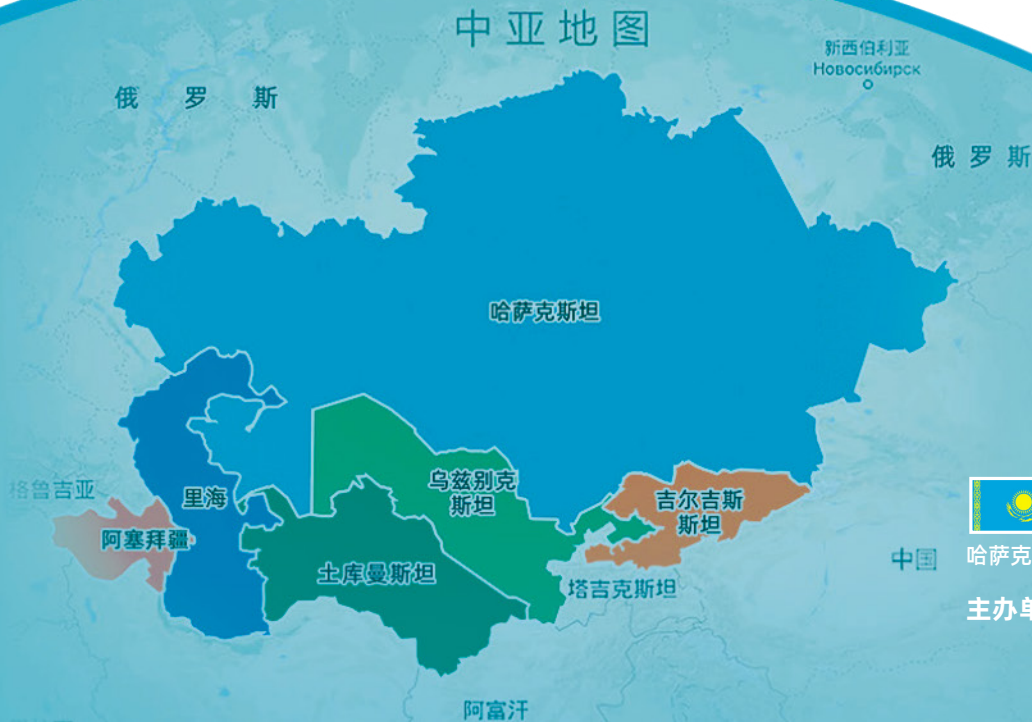 中亚地图
新西伯利亚
Новосибирск
俄罗斯
俄罗斯
哈萨克斯坦
乌兹别克
斯坦
格鲁吉亚
里海
吉尔吉斯
斯坦
阿塞拜疆
土库曼斯坦
塔吉克斯坦
中国
哈萨克
主办单
阿富汗